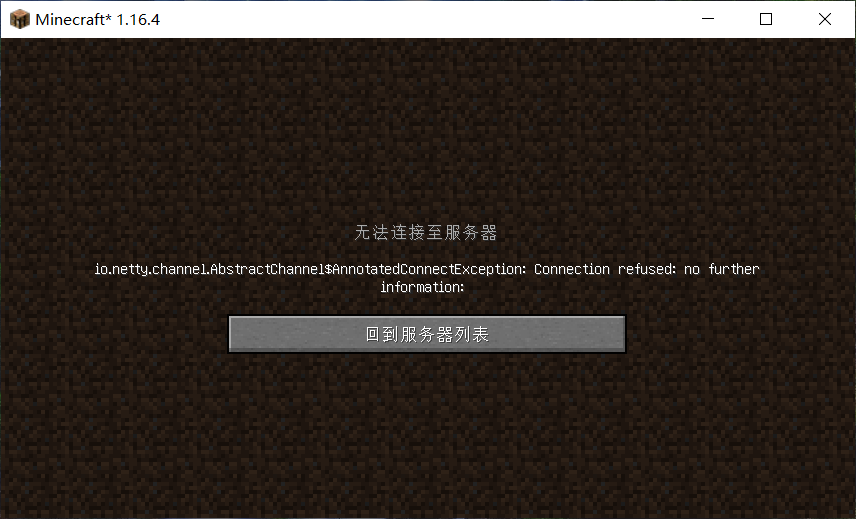 Minecraft* 1.16.4
无法连接至服务器
io.netty.channel.AbstractChannel$AnnotatedConnectException: Connection refused: no further
information:
回到服务器列表